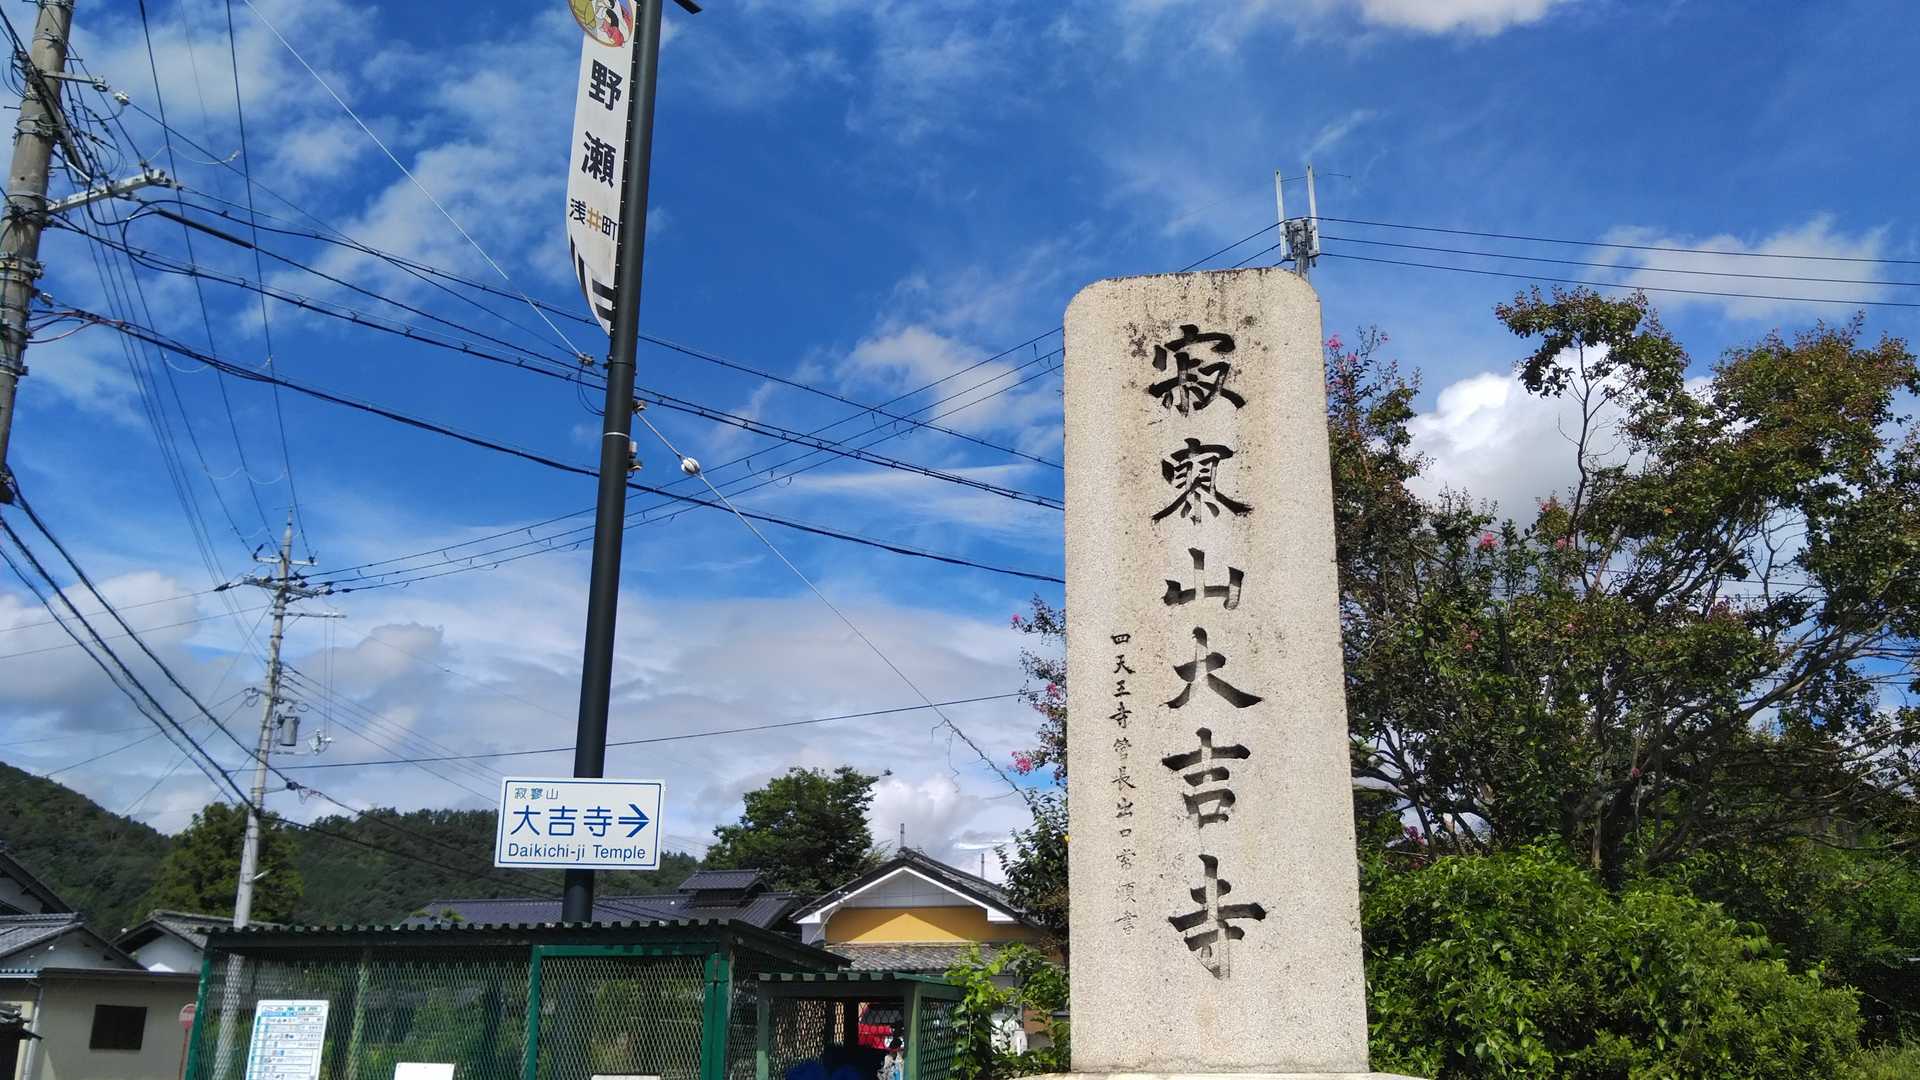 野瀬
浅井町
寂寥山大吉寺
四天王寺管長出口常順書
寂寥山
大吉寺→
Daikichi-ji Temple